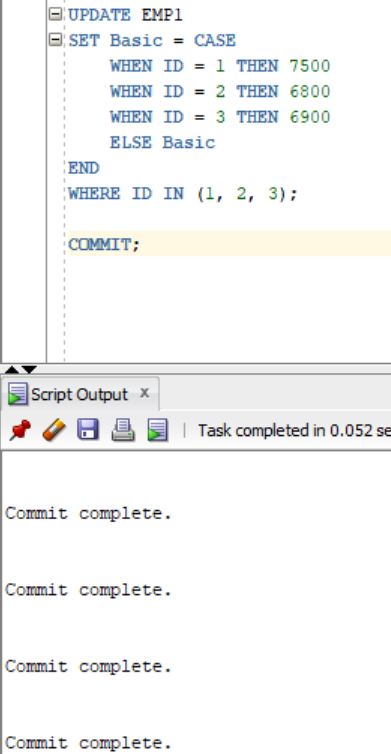 UPDATE EMP1
SET Basic = CASE
WHEN ID = 1 THEN 7500
WHEN ID = 2 THEN 6800
WHEN ID = 3 THEN 6900
ELSE Basic
END
WHERE ID IN (1, 2, 3);
COMMIT;
Script Output x
| Task completed in 0.052 se
Commit complete.
Commit complete.
Commit complete.
Commit complete.